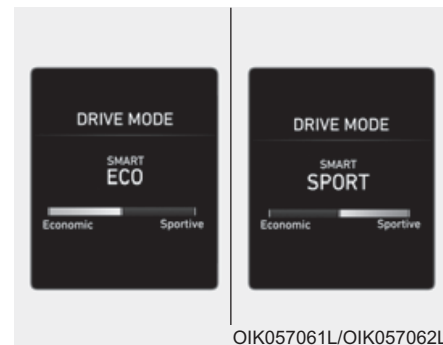 DRIVE MODE
SMART
ECO
Economic Sportive
DRIVE MODE
SMART
SPORT
Economic Sportive
OIK057061L/OIK057062L